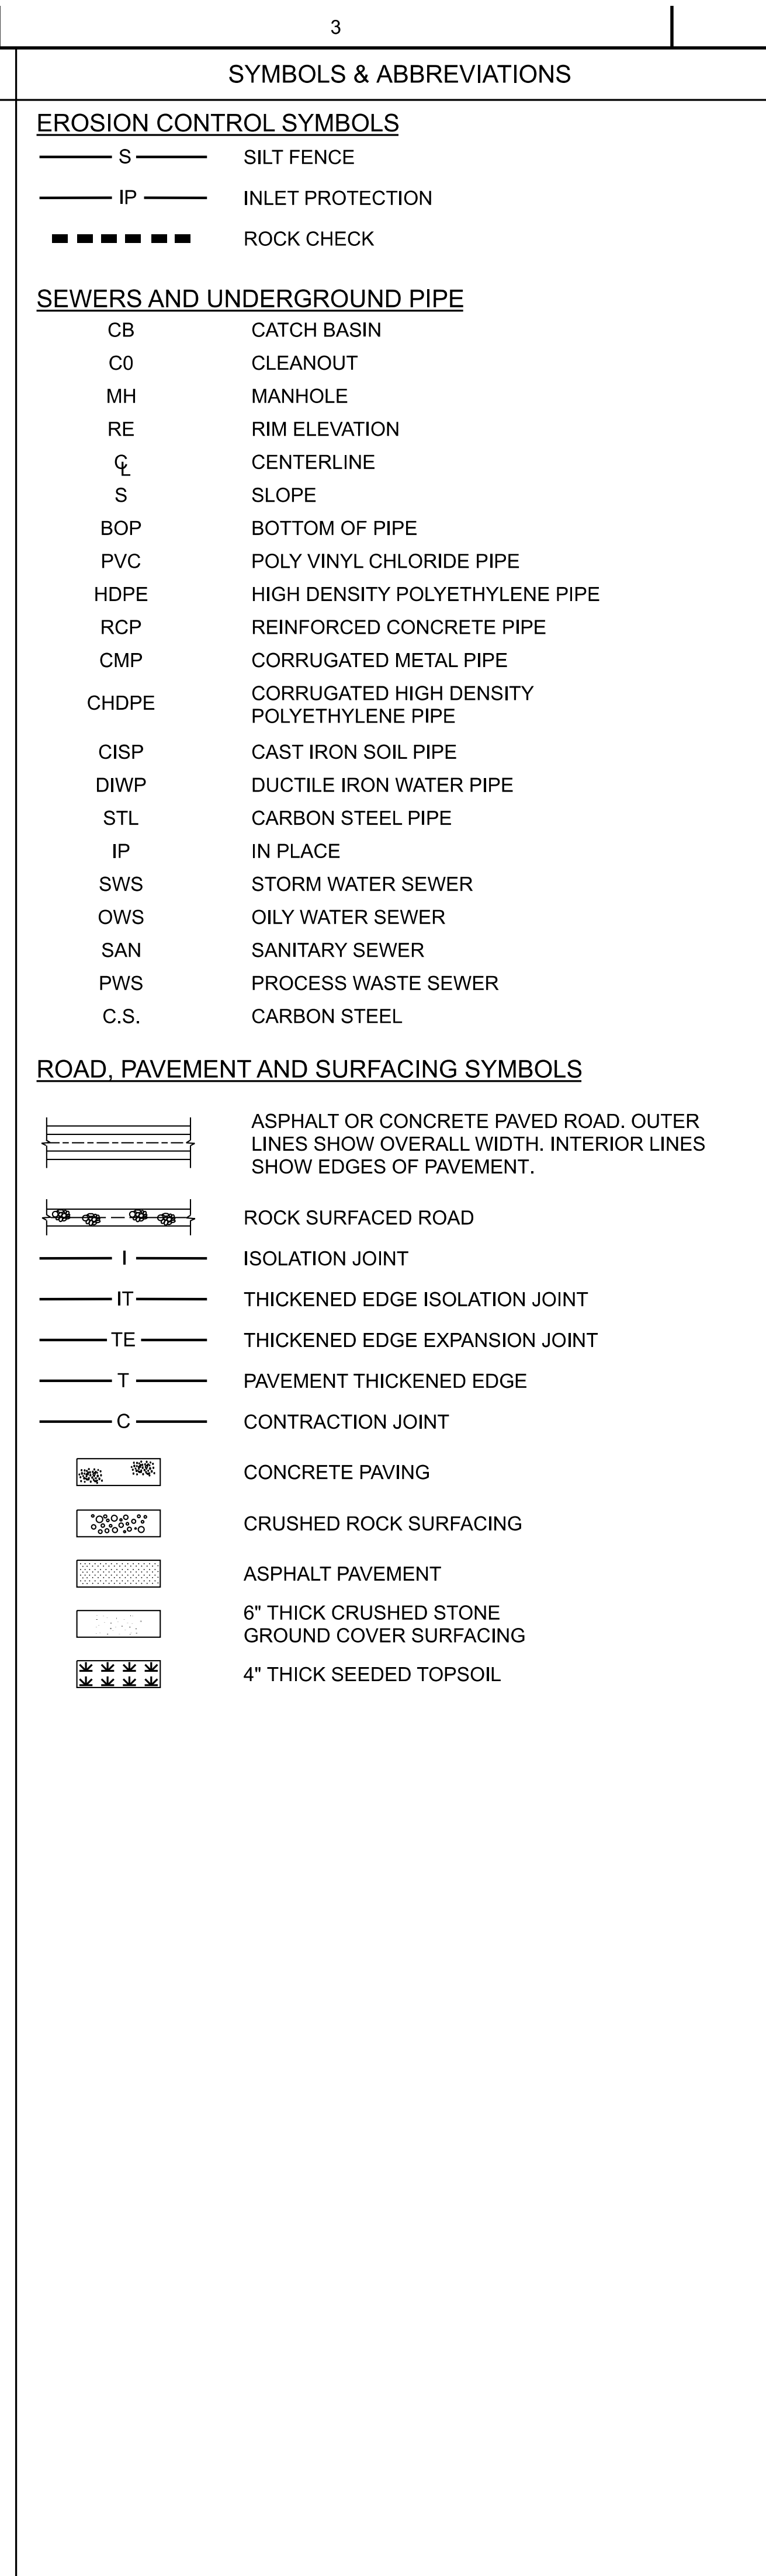 3
SYMBOLS & ABBREVIATIONS
EROSION CONTROL SYMBOLS
S SILT FENCE
IP INLET PROTECTION
ROCK CHECK
SEWERS AND UNDERGROUND PIPE
CB CATCH BASIN
C0 CLEANOUT
MH MANHOLE
RE RIM ELEVATION
℄ CENTERLINE
S SLOPE
BOP BOTTOM OF PIPE
PVC POLY VINYL CHLORIDE PIPE
HDPE HIGH DENSITY POLYETHYLENE PIPE
RCP REINFORCED CONCRETE PIPE
CMP CORRUGATED METAL PIPE
CHDPE CORRUGATED HIGH DENSITY
POLYETHYLENE PIPE
CISP CAST IRON SOIL PIPE
DIWP DUCTILE IRON WATER PIPE
STL CARBON STEEL PIPE
IP IN PLACE
SWS STORM WATER SEWER
OWS OILY WATER SEWER
SAN SANITARY SEWER
PWS PROCESS WASTE SEWER
C.S. CARBON STEEL
ROAD, PAVEMENT AND SURFACING SYMBOLS
ASPHALT OR CONCRETE PAVED ROAD. OUTER
LINES SHOW OVERALL WIDTH. INTERIOR LINES
SHOW EDGES OF PAVEMENT.
ROCK SURFACED ROAD
I ISOLATION JOINT
IT THICKENED EDGE ISOLATION JOINT
TE THICKENED EDGE EXPANSION JOINT
T PAVEMENT THICKENED EDGE
C CONTRACTION JOINT
CONCRETE PAVING
CRUSHED ROCK SURFACING
ASPHALT PAVEMENT
6" THICK CRUSHED STONE
GROUND COVER SURFACING
4" THICK SEEDED TOPSOIL